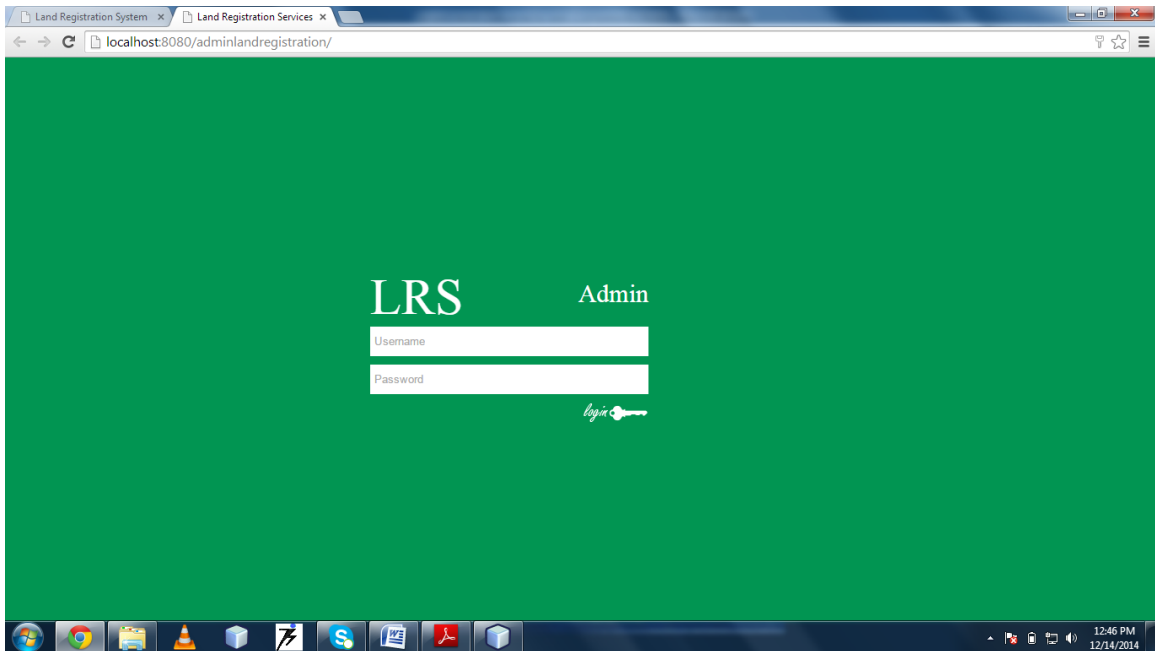 Land Registration System
Land Registration Services
localhost:8080/adminlandregistration/
LRS
Admin
Username
Password
login
12:46 PM
12/14/2014